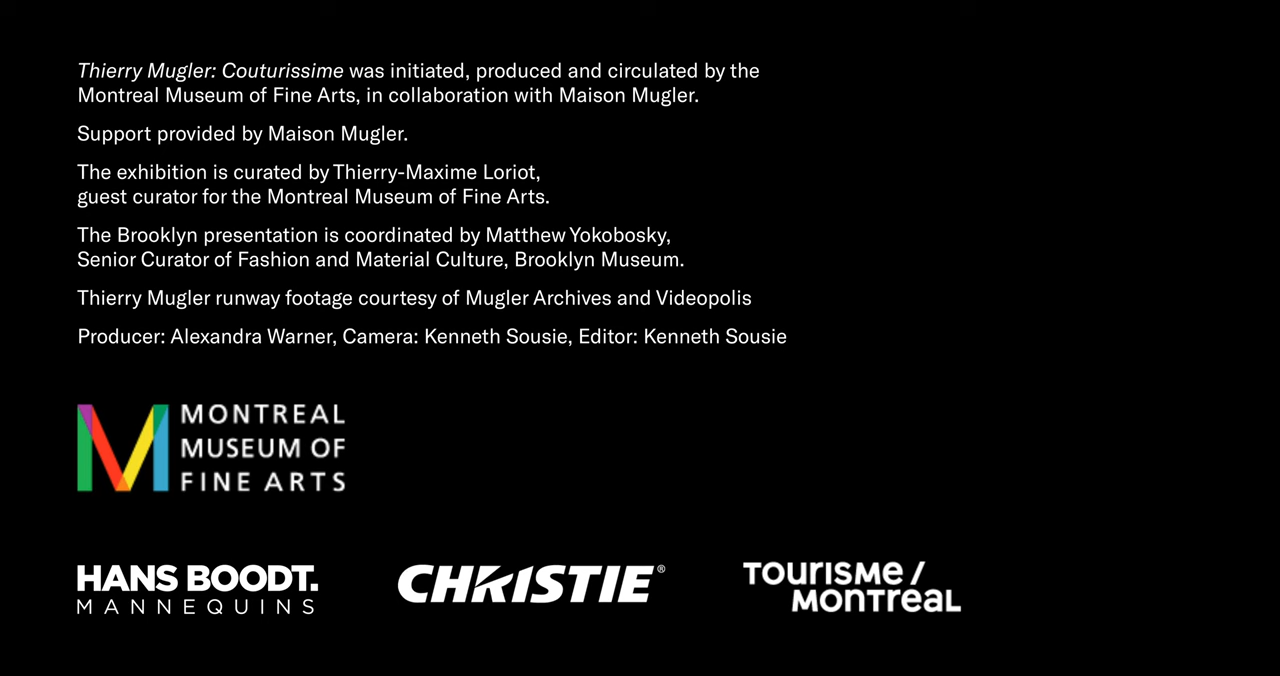 Thierry Mugler: Couturissime was initiated, produced and circulated by the
Montreal Museum of Fine Arts, in collaboration with Maison Mugler.
Support provided by Maison Mugler.
The exhibition is curated by Thierry-Maxime Loriot,
guest curator for the Montreal Museum of Fine Arts.
The Brooklyn presentation is coordinated by Matthew Yokobosky,
Senior Curator of Fashion and Material Culture, Brooklyn Museum.
Thierry Mugler runway footage courtesy of Mugler Archives and Videopolis
Producer: Alexandra Warner, Camera: Kenneth Sousie, Editor: Kenneth Sousie
M MONTREAL
MUSEUM OF
FINE ARTS
HANS BOODT.
MANNEQUINS
CHRISTIE®
TOURISMe /
MONTReaL